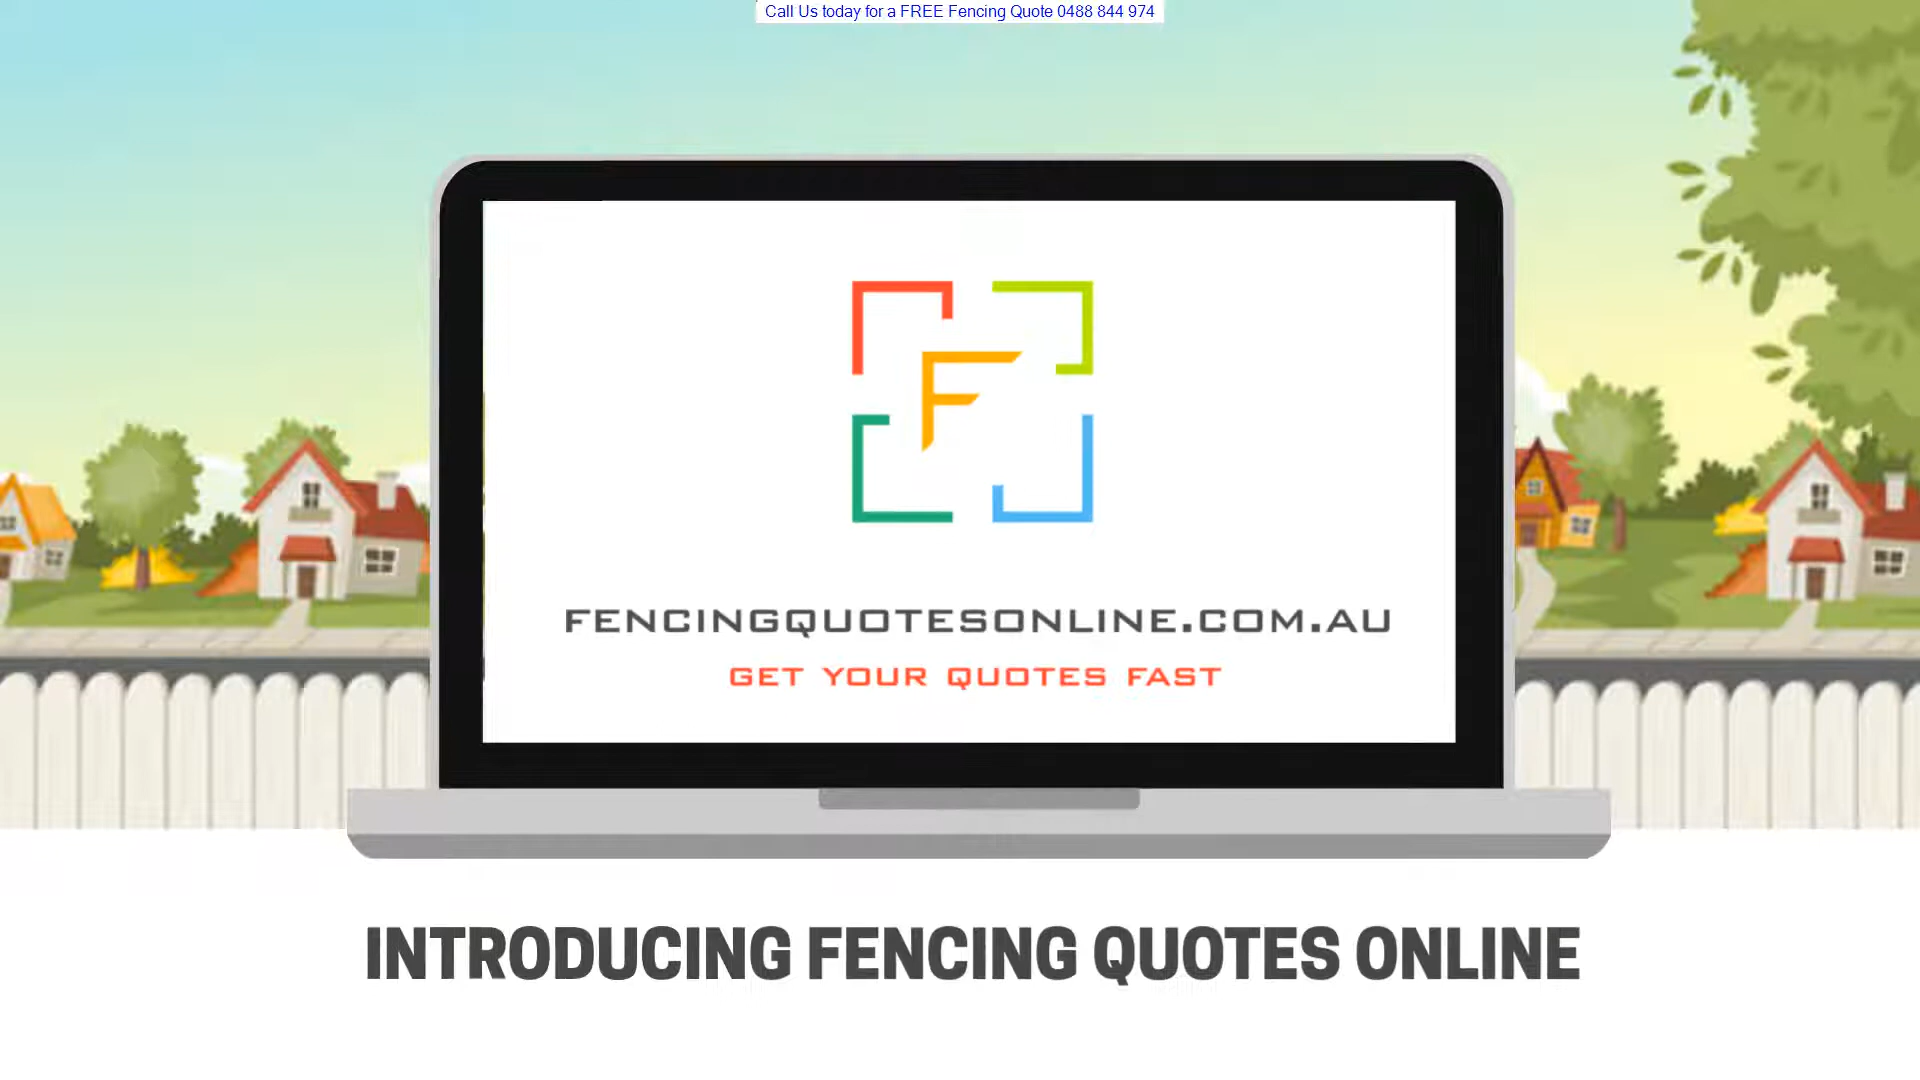 Call Us today for a FREE Fencing Quote 0488 844 974
F
FENCINGQUOTESONLINE.COM.AU
GET YOUR QUOTES FAST
INTRODUCING FENCING QUOTES ONLINE